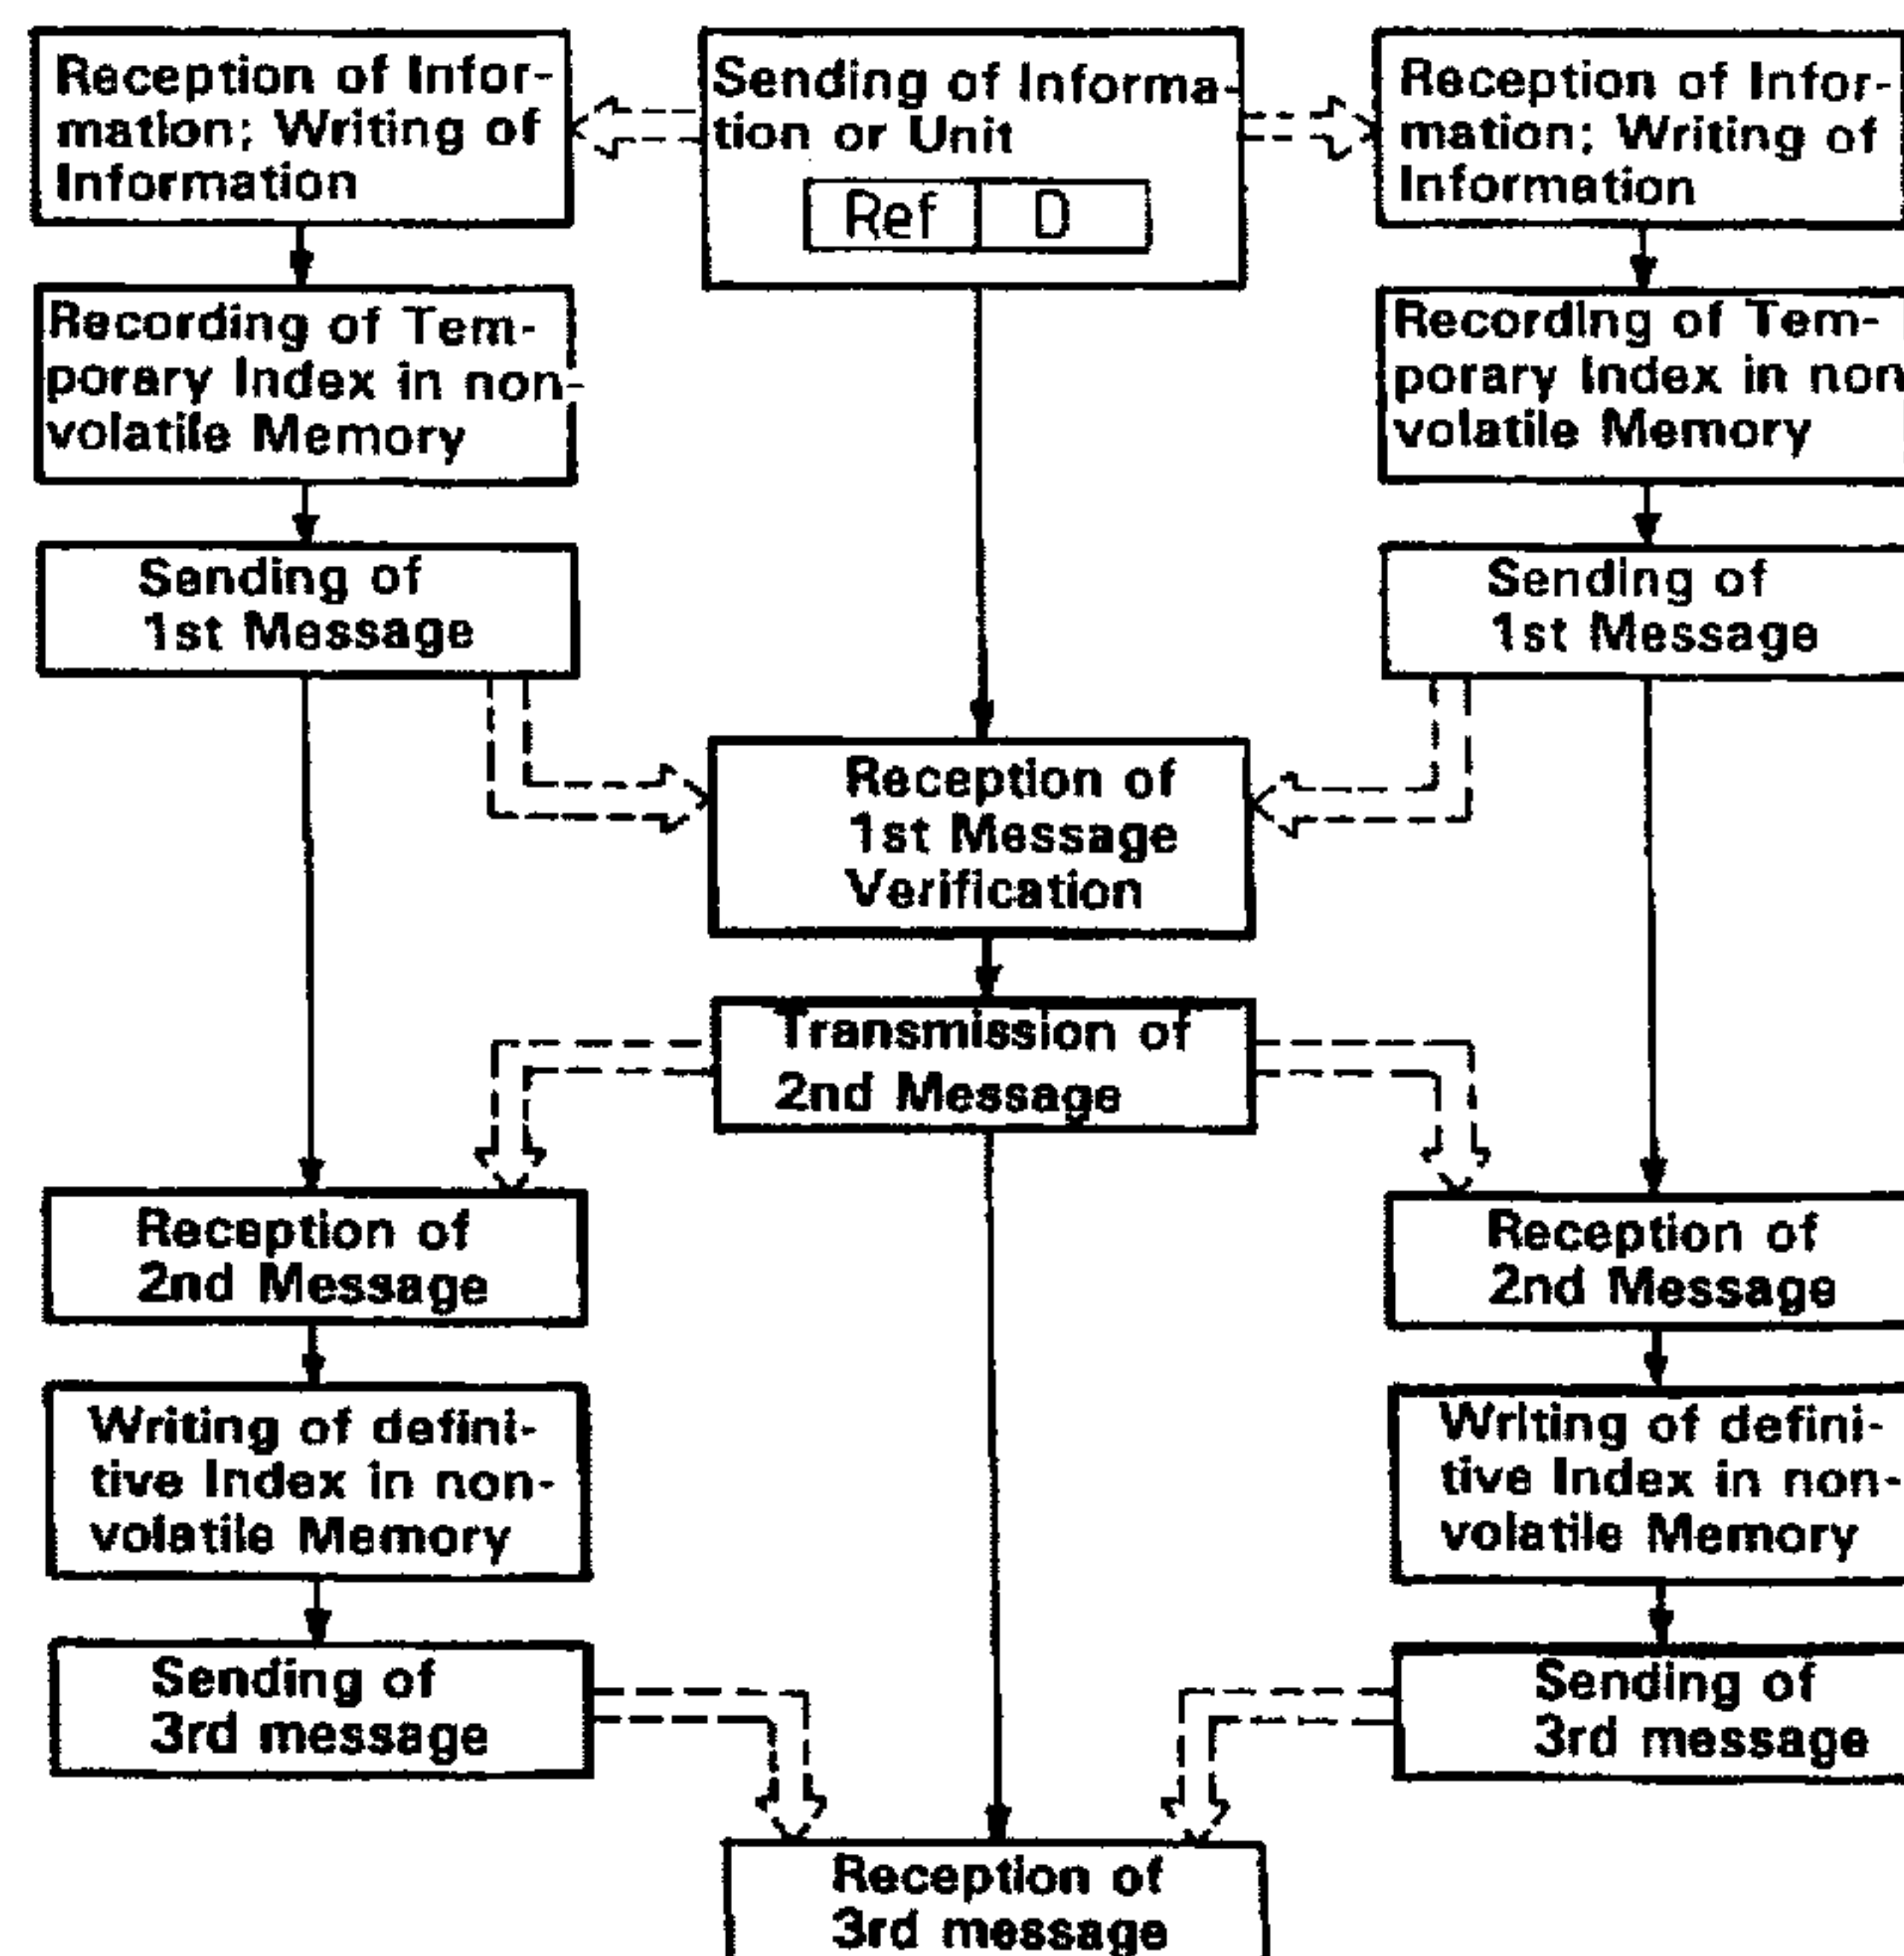 Reception of Infor-
mation; Writing of
Information
Sending of Informa-
tion or Unit
Ref D
Reception of Infor-
mation; Writing of
Information
Recording of Tem-
porary Index in non-
volatile Memory
Recording of Tem-
porary Index in non
volatile Memory
Sending of
1st Message
Sending of
1st Message
Reception of
1st Message
Verification
Transmission of
2nd Message
Reception of
2nd Message
Reception of
2nd Message
Writing of defini-
tive Index in non-
volatile Memory
Writing of defini-
tive Index in non-
volatile Memory
Sending of
3rd message
Sending of
3rd message
Reception of
3rd message